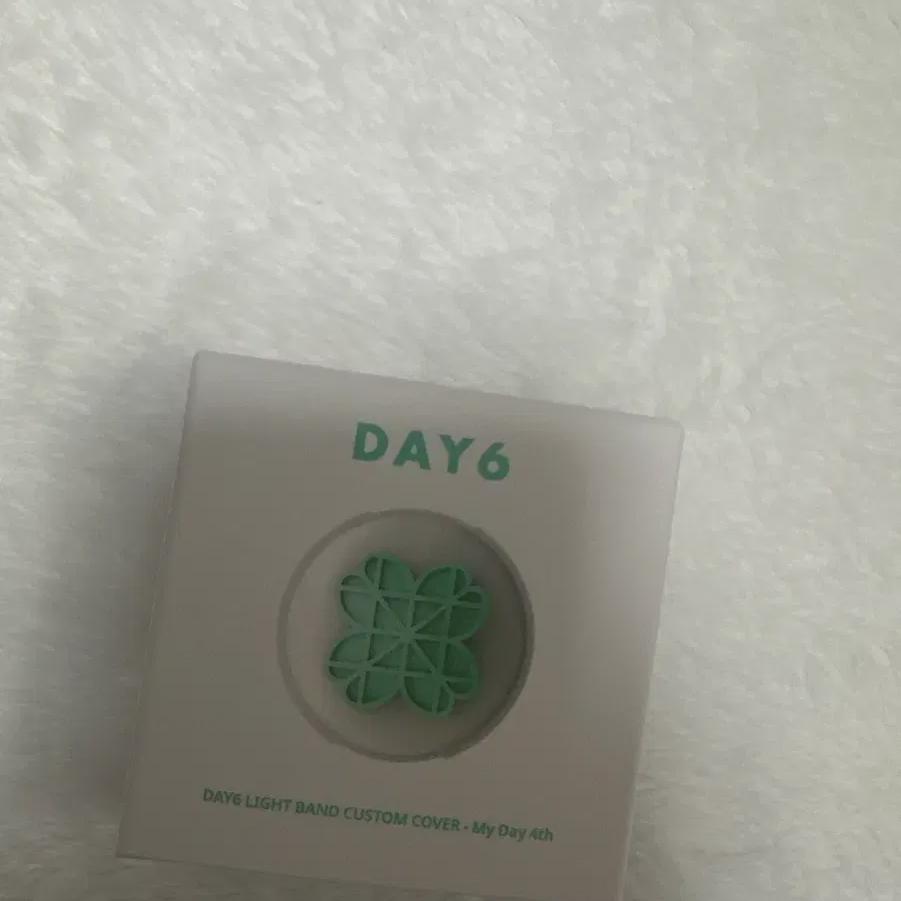 DAY6
DAY6 LIGHT BAND CUSTOM COVER - My Day 4th